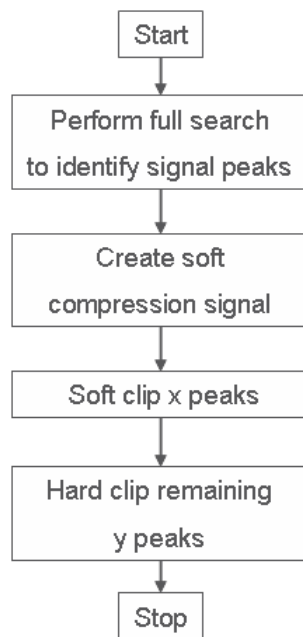 Start
Perform full search
to identify signal peaks
Create soft
compression signal
Soft clip x peaks
Hard clip remaining
y peaks
Stop